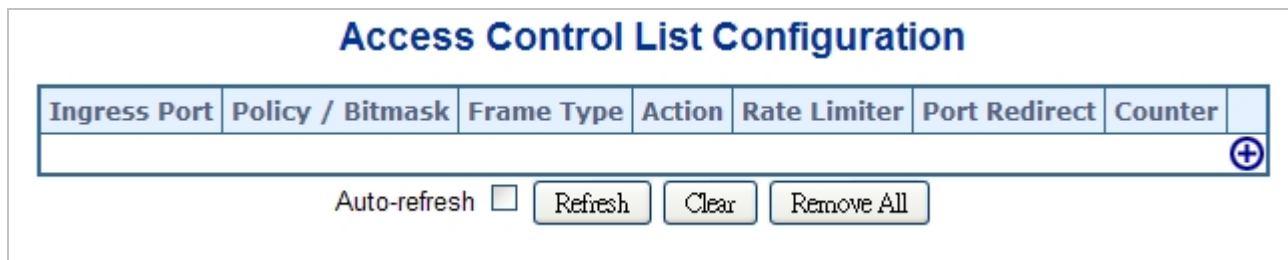 Access Control List Configuration
Ingress Port Policy / Bitmask Frame Type Action Rate Limiter Port Redirect Counter
Auto-refresh Refresh Clear Remove All